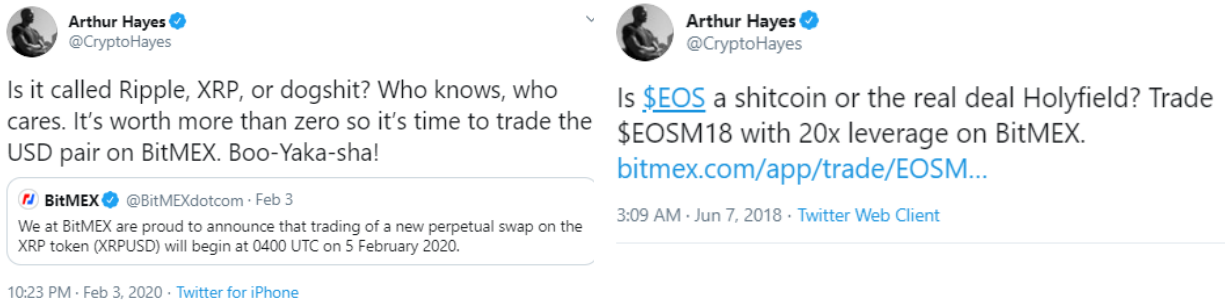 Arthur Hayes
@CryptoHayes
Is it called Ripple, XRP, or dogshit? Who knows, who
cares. It's worth more than zero so it's time to trade the
USD pair on BitMEX. Boo-Yaka-sha!
BitMEX @BitMEXdotcom · Feb 3
We at BitMEX are proud to announce that trading of a new perpetual swap on the
XRP token (XRPUSD) will begin at 0400 UTC on 5 February 2020.
10:23 PM · Feb 3, 2020 · Twitter for iPhone
Arthur Hayes
@CryptoHayes
Is $EOS a shitcoin or the real deal Holyfield? Trade
$EOSM18 with 20x leverage on BitMEX.
bitmex.com/app/trade/EOSM...
3:09 AM · Jun 7, 2018 · Twitter Web Client